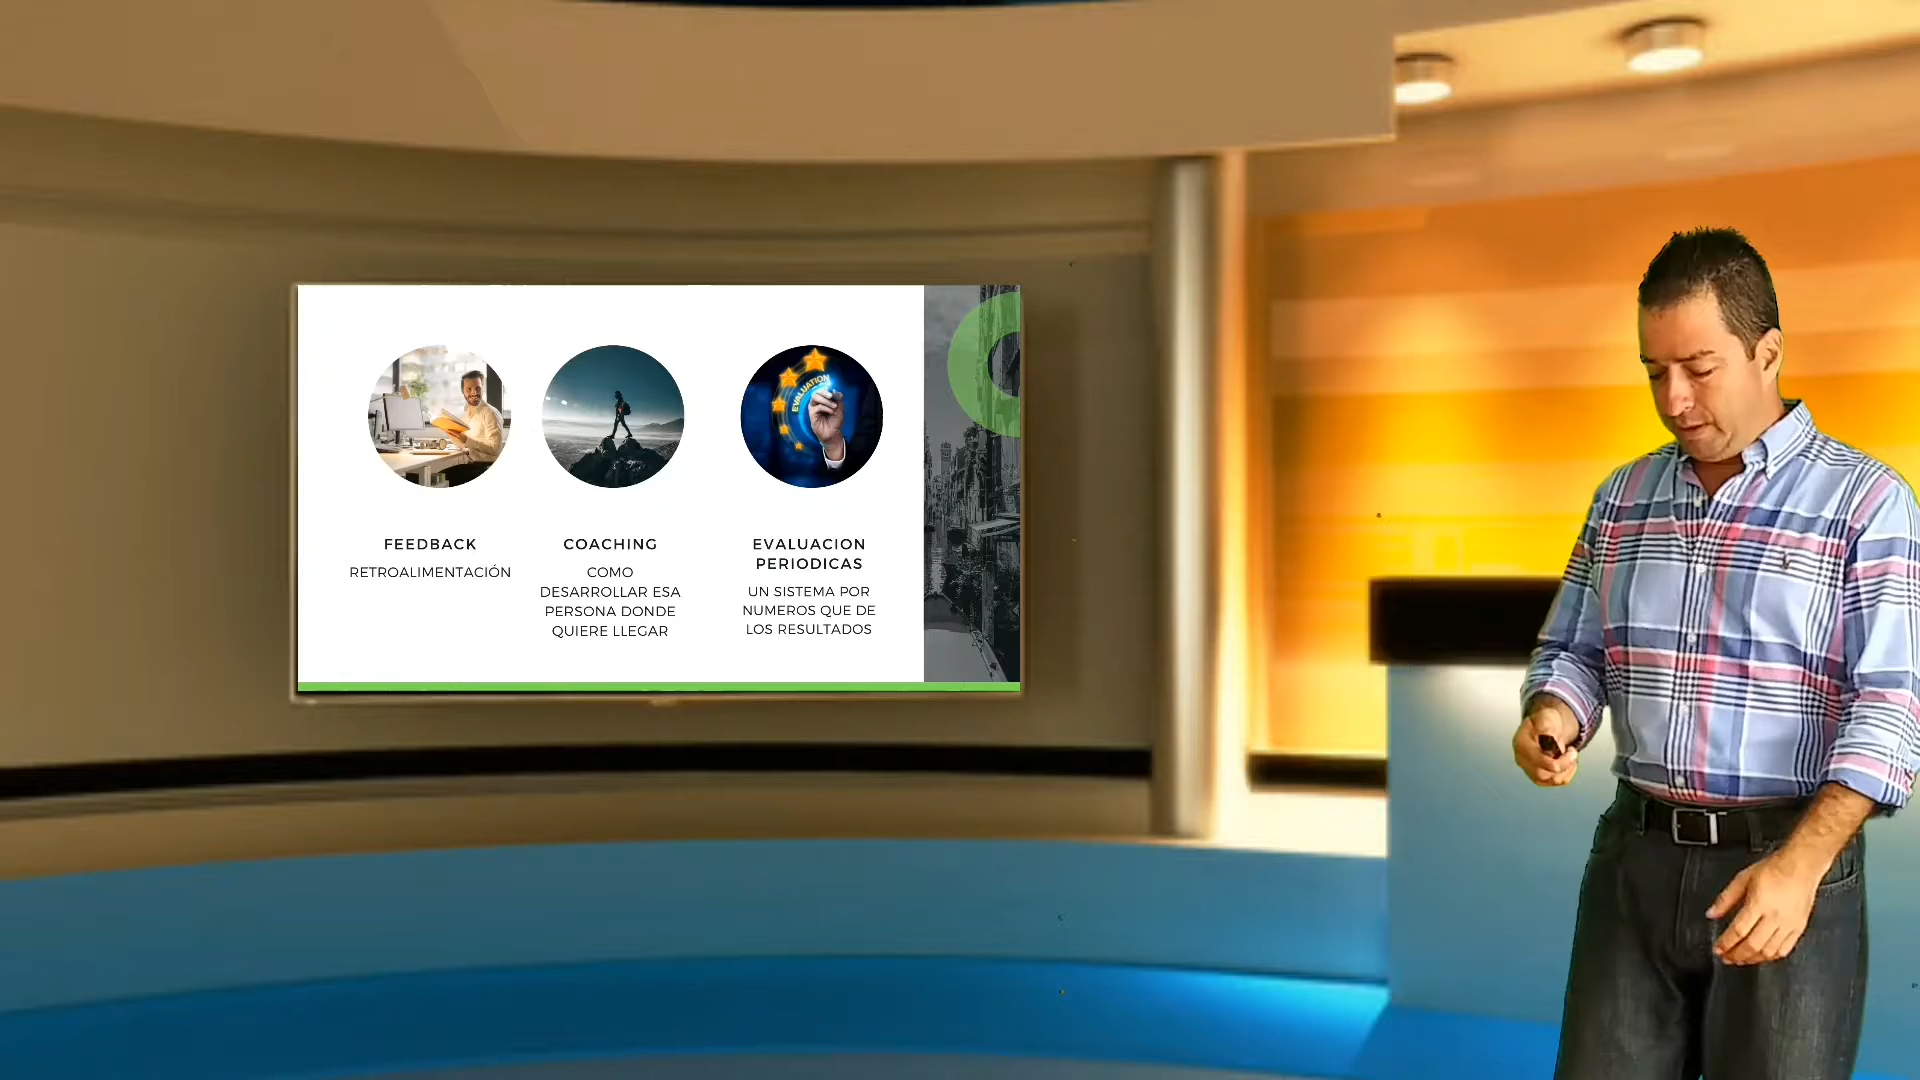 EVALUATION
FEEDBACK
RETROALIMENTACIÓN
COACHING
COMO
DESARROLLAR ESA
PERSONA DONDE
QUIERE LLEGAR
EVALUACION
PERIODICAS
UN SISTEMA POR
NUMEROS QUE DE
LOS RESULTADOS